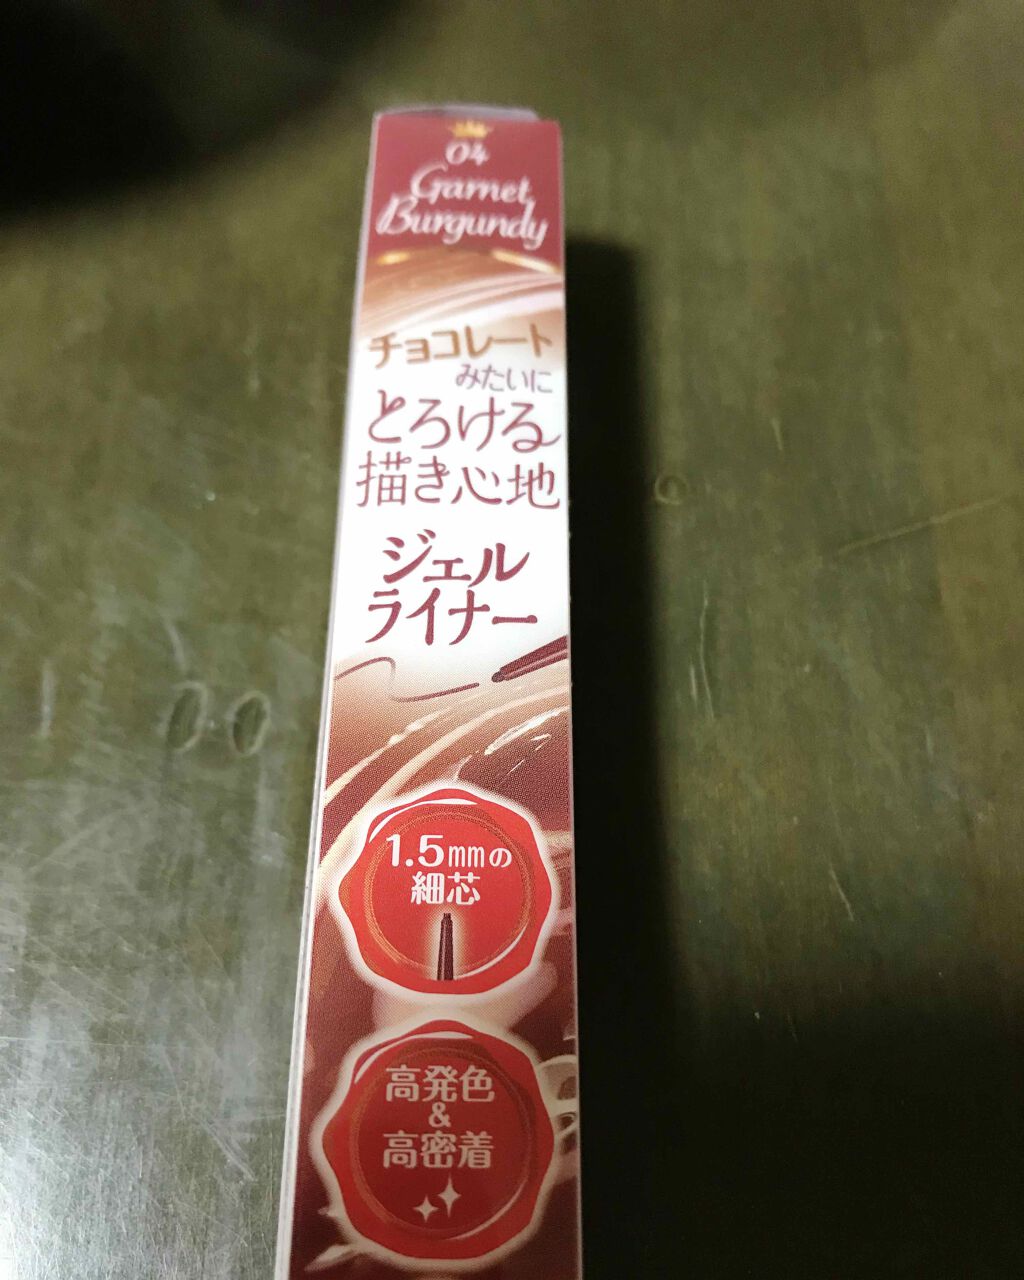 04
Garnet
Burgundy
チョコレート
みたいに
とろける
描き心地
ジェル
ライナー
1.5mmの
細芯
高発色
&
高密着